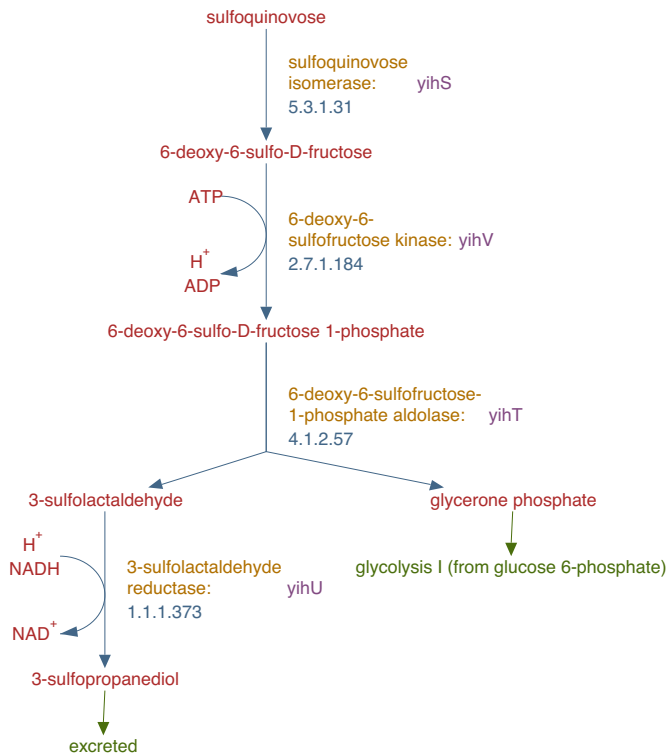 sulfoquinovose
sulfoquinovose
isomerase: yihS
5.3.1.31
6-deoxy-6-sulfo-D-fructose
ATP
6-deoxy-6-
sulfofructose kinase: yihV
H+
2.7.1.184
ADP
6-deoxy-6-sulfo-D-fructose 1-phosphate
6-deoxy-6-sulfofructose-
1-phosphate aldolase: yihT
4.1.2.57
3-sulfolactaldehyde
glycerone phosphate
H+
NADH
3-sulfolactaldehyde
reductase: yihU
1.1.1.373
NAD+
glycolysis I (from glucose 6-phosphate)
3-sulfopropanediol
excreted